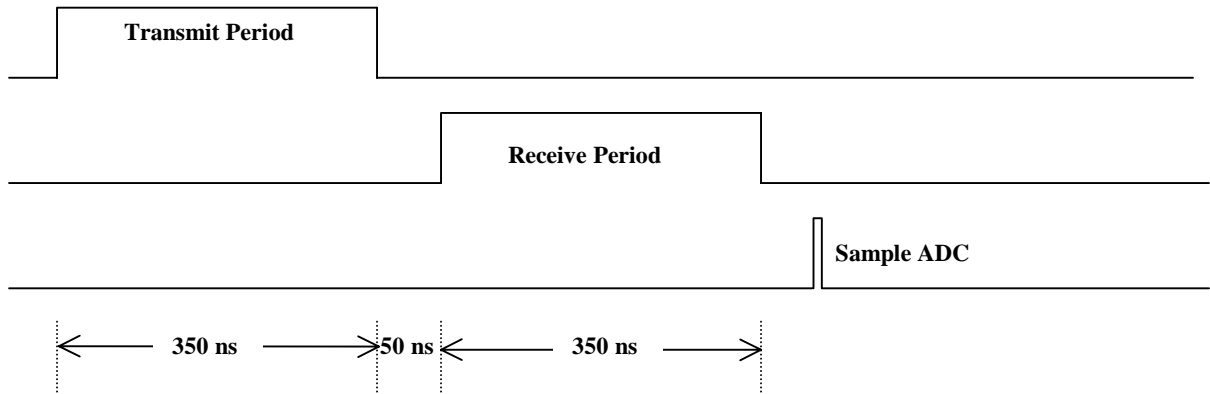 Transmit Period
Receive Period
Sample ADC
350 ns
50 ns
350 ns